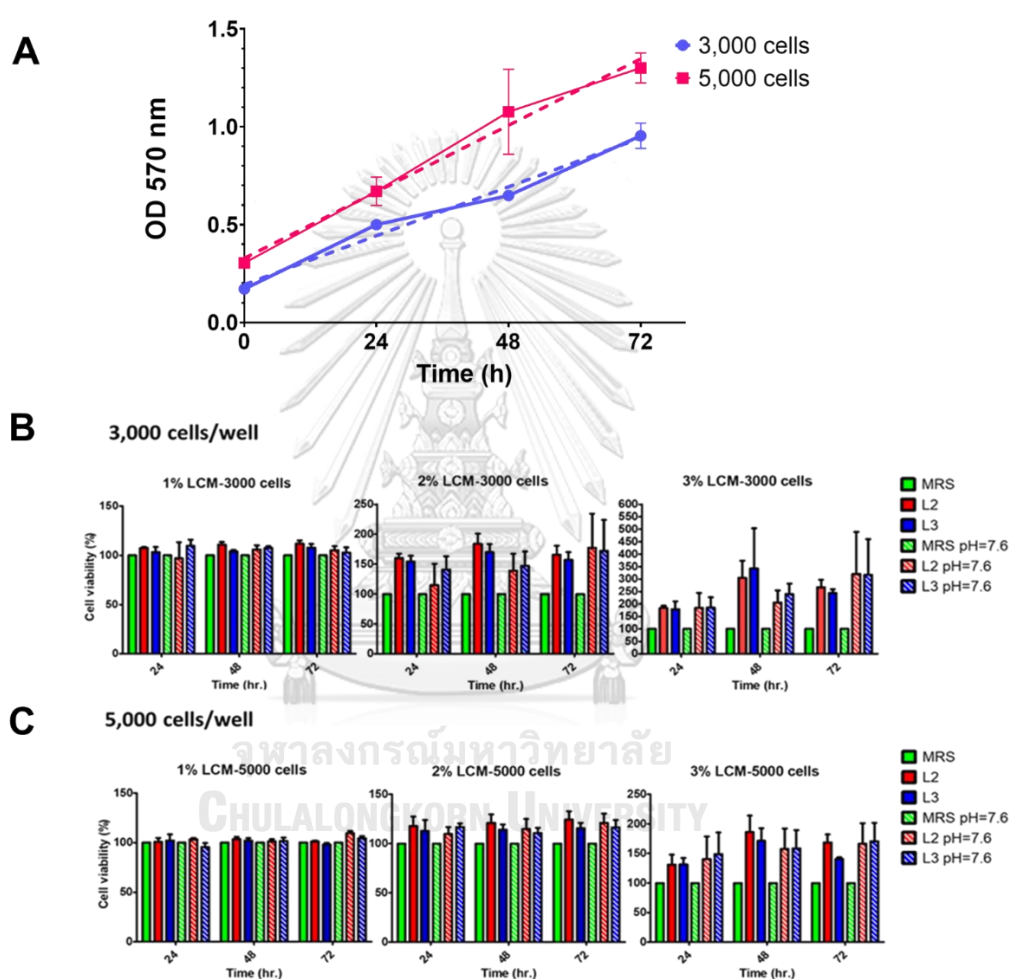 A
1.5
1.0
0.5
0.0
OD 570 nm
0 24 48 72
Time (h)
3,000 cells
5,000 cells
B
3,000 cells/well
1% LCM-3000 cells
150
100
50
0
Cell viability (%)
24 48 72
Time (hr.)
2% LCM-3000 cells
250
200
150
100
50
0
24 48 72
Time (hr.)
3% LCM-3000 cells
600
550
500
450
400
350
300
250
200
150
100
50
0
24 48 72
Time (hr.)
MRS
L2
L3
MRS pH=7.6
L2 pH=7.6
L3 pH=7.6
C
5,000 cells/well
จุฬาลงกรณ์มหาวิทยาลัย
CHULALONGKORN UNIVERSITY
1% LCM-5000 cells
150
100
50
0
Cell viability (%)
24 48 72
Time (hr.)
2% LCM-5000 cells
150
100
50
0
24 48 72
Time (hr.)
3% LCM-5000 cells
250
200
150
100
50
0
24 48 72
Time (hr.)
MRS
L2
L3
MRS pH=7.6
L2 pH=7.6
L3 pH=7.6